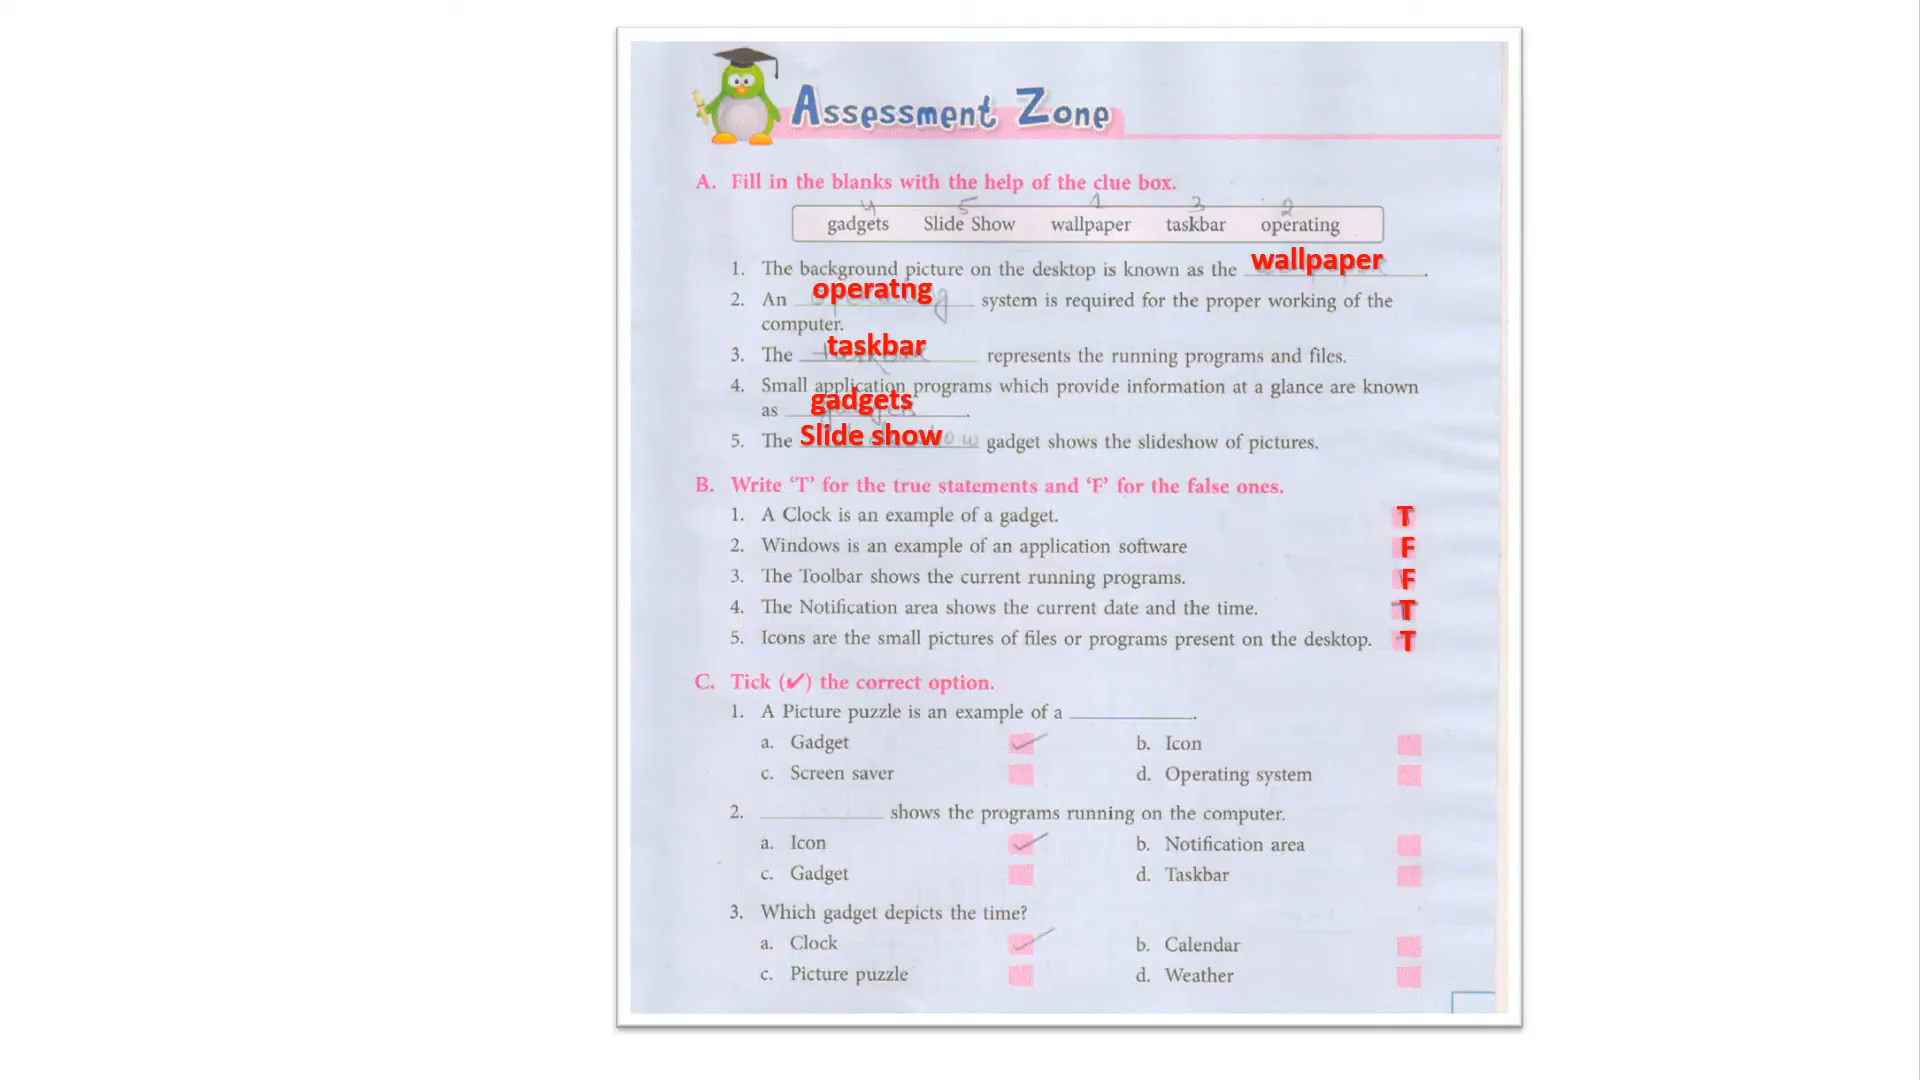 Assessment Zone
A. Fill in the blanks with the help of the clue box.
4 5 1 3 2
gadgets Slide Show wallpaper taskbar operating
1. The background picture on the desktop is known as the wallpaper.
2. An operatng system is required for the proper working of the
computer.
3. The taskbar represents the running programs and files.
4. Small application programs which provide information at a glance are known
as gadgets.
5. The Slide show gadget shows the slideshow of pictures.
B. Write ‘T’ for the true statements and ‘F’ for the false ones.
1. A Clock is an example of a gadget. T
2. Windows is an example of an application software F
3. The Toolbar shows the current running programs. F
4. The Notification area shows the current date and the time. T
5. Icons are the small pictures of files or programs present on the desktop. T
C. Tick (✔) the correct option.
1. A Picture puzzle is an example of a ____________.
a. Gadget ✓ b. Icon
c. Screen saver d. Operating system
2. ____________ shows the programs running on the computer.
a. Icon ✓ b. Notification area
c. Gadget d. Taskbar
3. Which gadget depicts the time?
a. Clock ✓ b. Calendar
c. Picture puzzle d. Weather